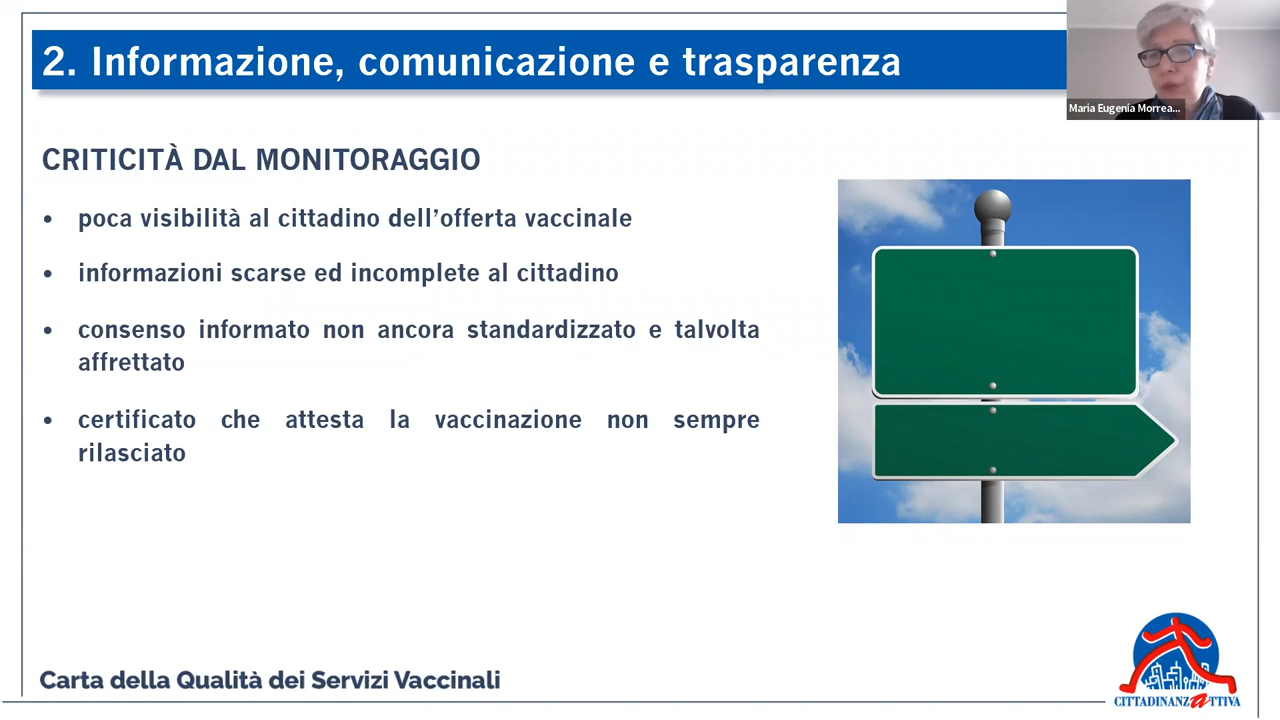 2. Informazione, comunicazione e trasparenza
Maria Eugenia Morrea...
CRITICITÀ DAL MONITORAGGIO
• poca visibilità al cittadino dell’offerta vaccinale
• informazioni scarse ed incomplete al cittadino
• consenso informato non ancora standardizzato e talvolta
affrettato
• certificato che attesta la vaccinazione non sempre
rilasciato
Carta della Qualità dei Servizi Vaccinali
CITTADINANZATTIVA